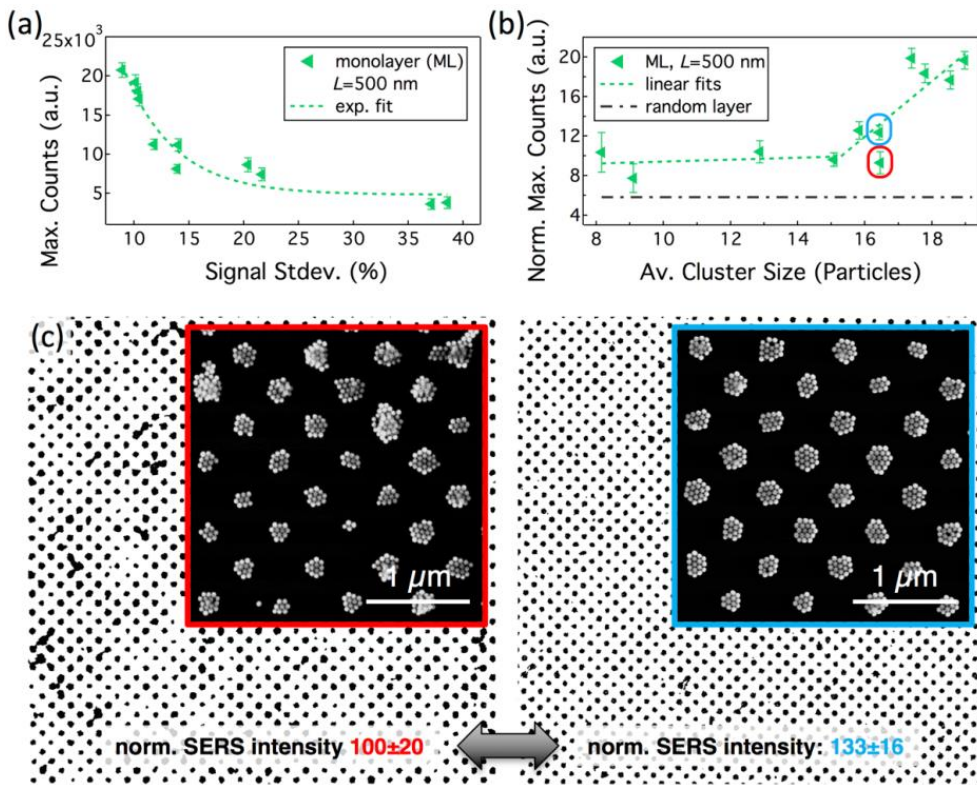 (a)
25x10³
20
15
10
5
Max. Counts (a.u.)
monolayer (ML)
L=500 nm
exp. fit
10 15 20 25 30 35 40
Signal Stdev. (%)
(b)
20
16
12
8
4
Norm. Max. Counts (a.u.)
ML, L=500 nm
linear fits
random layer
8 10 12 14 16 18
Av. Cluster Size (Particles)
(c)
1 µm
norm. SERS intensity 100±20
1 µm
norm. SERS intensity: 133±16